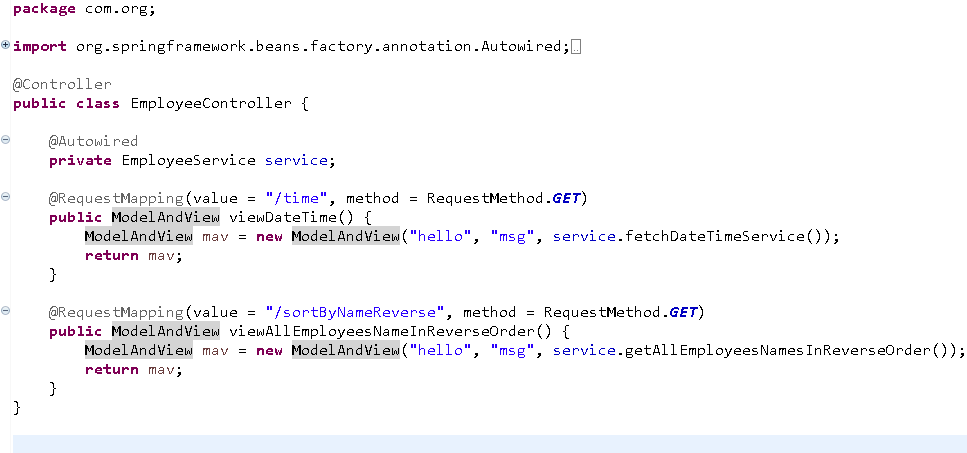 package com.org;
import org.springframework.beans.factory.annotation.Autowired;
@Controller
public class EmployeeController {
@Autowired
private EmployeeService service;
@RequestMapping(value = "/time", method = RequestMethod.GET)
public ModelAndView viewDateTime() {
ModelAndView mav = new ModelAndView("hello", "msg", service.fetchDateTimeService());
return mav;
}
@RequestMapping(value = "/sortByNameReverse", method = RequestMethod.GET)
public ModelAndView viewAllEmployeesNameInReverseOrder() {
ModelAndView mav = new ModelAndView("hello", "msg", service.getAllEmployeesNamesInReverseOrder());
return mav;
}
}